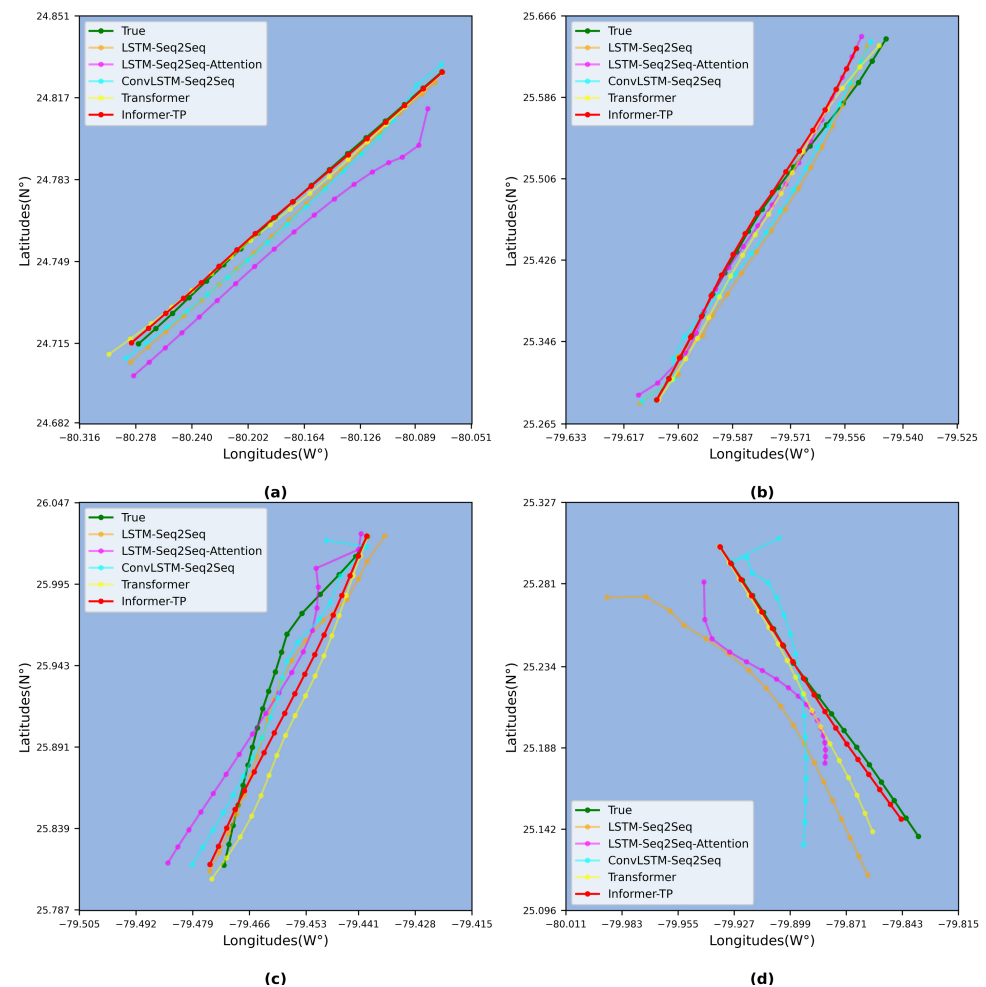 24.851
24.817
24.783
24.749
24.715
24.682
Latitudes(N°)
True
LSTM-Seq2Seq
LSTM-Seq2Seq-Attention
ConvLSTM-Seq2Seq
Transformer
Informer-TP
−80.316 −80.278 −80.240 −80.202 −80.164 −80.126 −80.089 −80.051
Longitudes(W°)
(a)
25.666
25.586
25.506
25.426
25.346
25.265
Latitudes(N°)
True
LSTM-Seq2Seq
LSTM-Seq2Seq-Attention
ConvLSTM-Seq2Seq
Transformer
Informer-TP
−79.633 −79.617 −79.602 −79.587 −79.571 −79.556 −79.540 −79.525
Longitudes(W°)
(b)
26.047
25.995
25.943
25.891
25.839
25.787
Latitudes(N°)
True
LSTM-Seq2Seq
LSTM-Seq2Seq-Attention
ConvLSTM-Seq2Seq
Transformer
Informer-TP
−79.505 −79.492 −79.479 −79.466 −79.453 −79.441 −79.428 −79.415
Longitudes(W°)
(c)
25.327
25.281
25.234
25.188
25.142
25.096
Latitudes(N°)
True
LSTM-Seq2Seq
LSTM-Seq2Seq-Attention
ConvLSTM-Seq2Seq
Transformer
Informer-TP
−80.011 −79.983 −79.955 −79.927 −79.899 −79.871 −79.843 −79.815
Longitudes(W°)
(d)